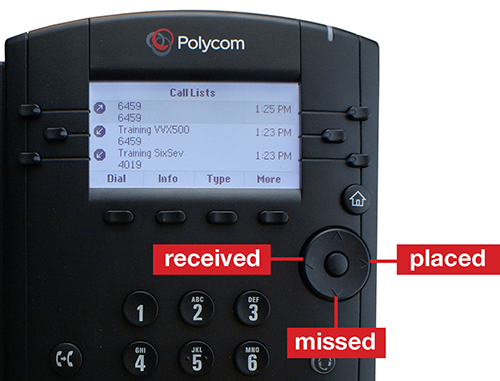 Polycom
Call Lists
6459 1:25 PM
6459
Training VVX500 1:23 PM
6459
Training SixSev 1:23 PM
4019
Dial Info Type More
received
placed
missed
1
ABC
2
DEF
3
GHI
4
JKL
5
MNO
6